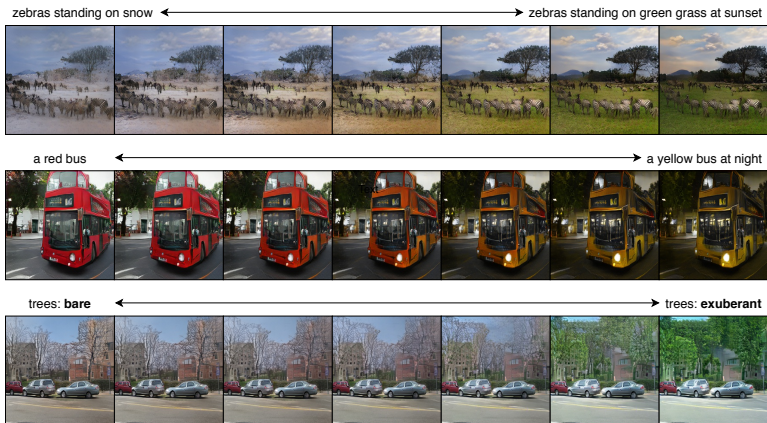 zebras standing on snow
zebras standing on green grass at sunset
a red bus
a yellow bus at night
Text
trees: bare
trees: exuberant